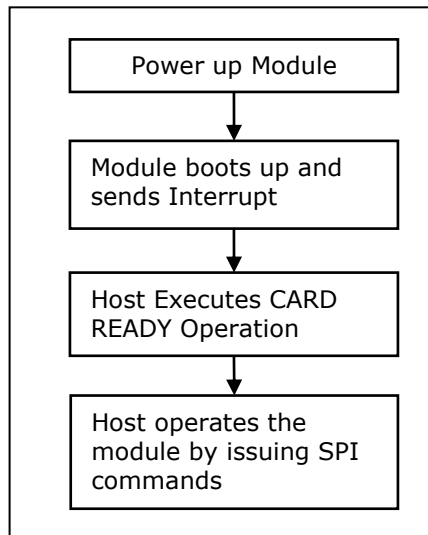 Power up Module
Module boots up and
sends Interrupt
Host Executes CARD
READY Operation
Host operates the
module by issuing SPI
commands